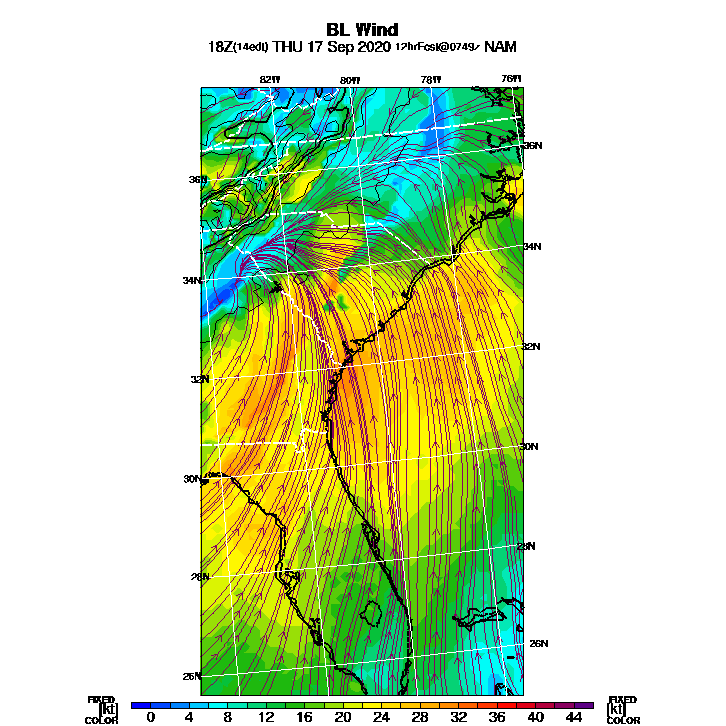 BL Wind
18Z(14edt) THU 17 Sep 2020 12hrFcst@0749z NAM
82W 80W 78W 76W
36N
36N
34N
34N
32N
32N
30N
30N
28N
28N
26N
26N
FIXED FIXED
[kt] [kt]
COLOR 0 4 8 12 16 20 24 28 32 36 40 44 COLOR